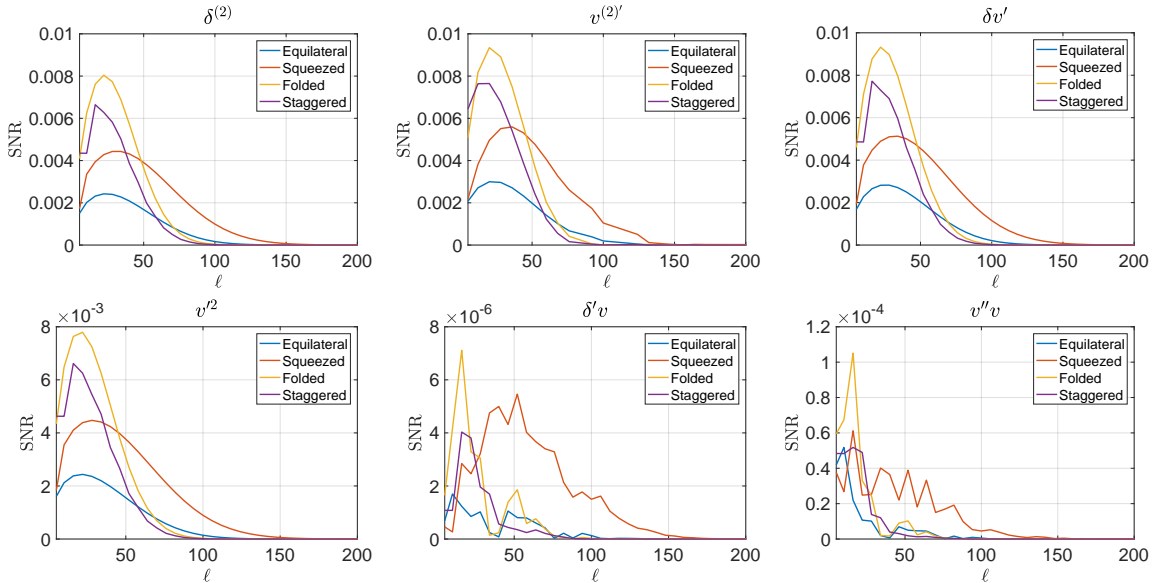 δ^(2)
SNR
0.01
0.008
0.006
0.004
0.002
0
50
100
150
200
ℓ
Equilateral
Squeezed
Folded
Staggered
v^(2)′
SNR
0.01
0.008
0.006
0.004
0.002
0
50
100
150
200
ℓ
Equilateral
Squeezed
Folded
Staggered
δv′
SNR
0.01
0.008
0.006
0.004
0.002
0
50
100
150
200
ℓ
Equilateral
Squeezed
Folded
Staggered
v′²
×10⁻³
SNR
8
6
4
2
0
50
100
150
200
ℓ
Equilateral
Squeezed
Folded
Staggered
δ′v
×10⁻⁶
SNR
8
6
4
2
0
50
100
150
200
ℓ
Equilateral
Squeezed
Folded
Staggered
v″v
×10⁻⁴
SNR
1.2
1
0.8
0.6
0.4
0.2
0
50
100
150
200
ℓ
Equilateral
Squeezed
Folded
Staggered